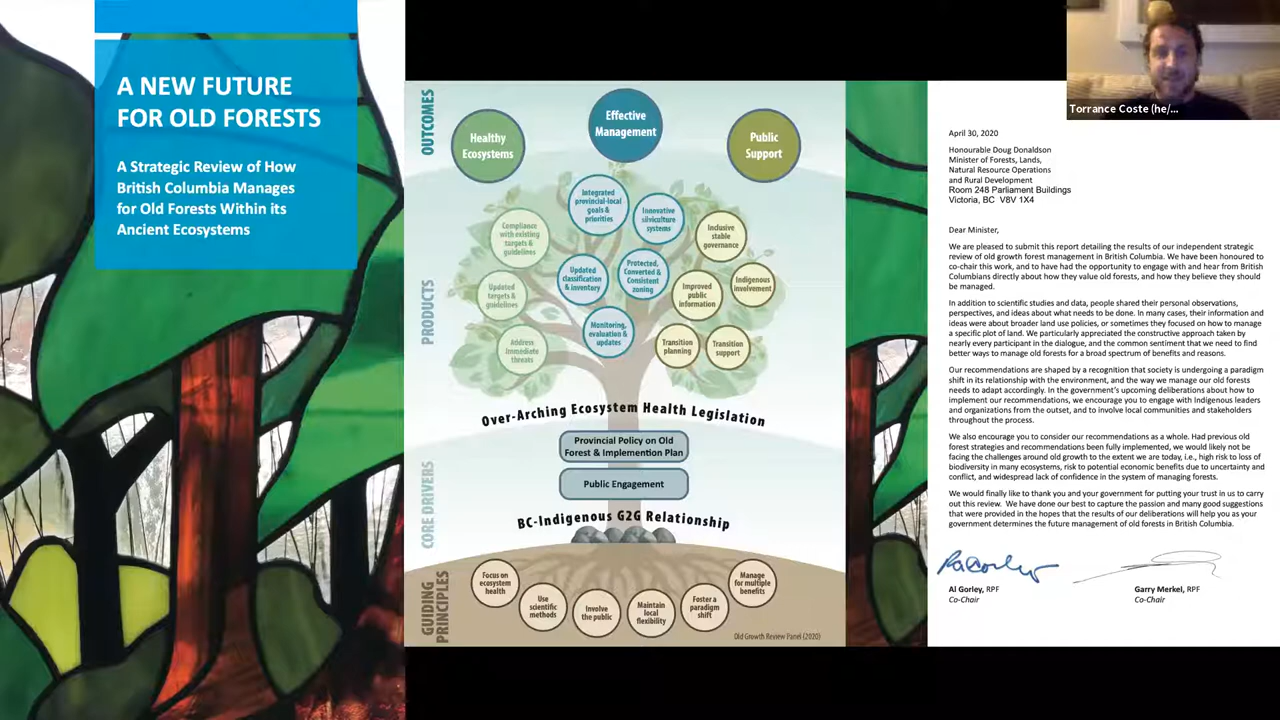 A NEW FUTURE
FOR OLD FORESTS
A Strategic Review of How
British Columbia Manages
for Old Forests Within its
Ancient Ecosystems
OUTCOMES
Healthy
Ecosystems
Effective
Management
Public
Support
PRODUCTS
Integrated
provincial-local
goals &
priorities
Innovative
silviculture
systems
Compliance
with existing
targets &
guidelines
Inclusive
stable
governance
Updated
classification
& inventory
Protected,
Converted &
Consistent
zoning
Improved
public
information
Indigenous
involvement
Updated
targets &
guidelines
Monitoring,
evaluation &
updates
Address
immediate
threats
Transition
planning
Transition
support
Over-Arching Ecosystem Health Legislation
CORE DRIVERS
Provincial Policy on Old
Forest & Implemention Plan
Public Engagement
BC-Indigenous G2G Relationship
GUIDING
PRINCIPLES
Focus on
ecosystem
health
Use
scientific
methods
Involve
the public
Maintain
local
flexibility
Foster a
paradigm
shift
Manage
for multiple
benefits
Old Growth Review Panel (2020)
Torrance Coste (he/...
April 30, 2020
Honourable Doug Donaldson
Minister of Forests, Lands,
Natural Resource Operations
and Rural Development
Room 248 Parliament Buildings
Victoria, BC V8V 1X4
Dear Minister,
We are pleased to submit this report detailing the results of our independent strategic
review of old growth forest management in British Columbia. We have been honoured to
co-chair this work, and to have had the opportunity to engage with and hear from British
Columbians directly about how they value old forests, and how they believe they should
be managed.
In addition to scientific studies and data, people shared their personal observations,
perspectives, and ideas about what needs to be done. In many cases, their information and
ideas were about broader land use policies, or sometimes they focused on how to manage
a specific plot of land. We particularly appreciated the constructive approach taken by
nearly every participant in the dialogue, and the common sentiment that we need to find
better ways to manage old forests for a broad spectrum of benefits and reasons.
Our recommendations are shaped by a recognition that society is undergoing a paradigm
shift in its relationship with the environment, and the way we manage our old forests
needs to adapt accordingly. In the government's upcoming deliberations about how to
implement our recommendations, we encourage you to engage with Indigenous leaders
and organizations from the outset, and to involve local communities and stakeholders
throughout the process.
We also encourage you to consider our recommendations as a whole. Had previous old
forest strategies and recommendations been fully implemented, we would likely not be
facing the challenges around old growth to the extent we are today, i.e., high risk to loss of
biodiversity in many ecosystems, risk to potential economic benefits due to uncertainty and
conflict, and widespread lack of confidence in the system of managing forests.
We would finally like to thank you and your government for putting your trust in us to carry
out this review. We have done our best to capture the passion and many good suggestions
that were provided in the hopes that the results of our deliberations will help you as your
government determines the future management of old forests in British Columbia.
Al Gorley, RPF
Co-Chair
Garry Merkel, RPF
Co-Chair